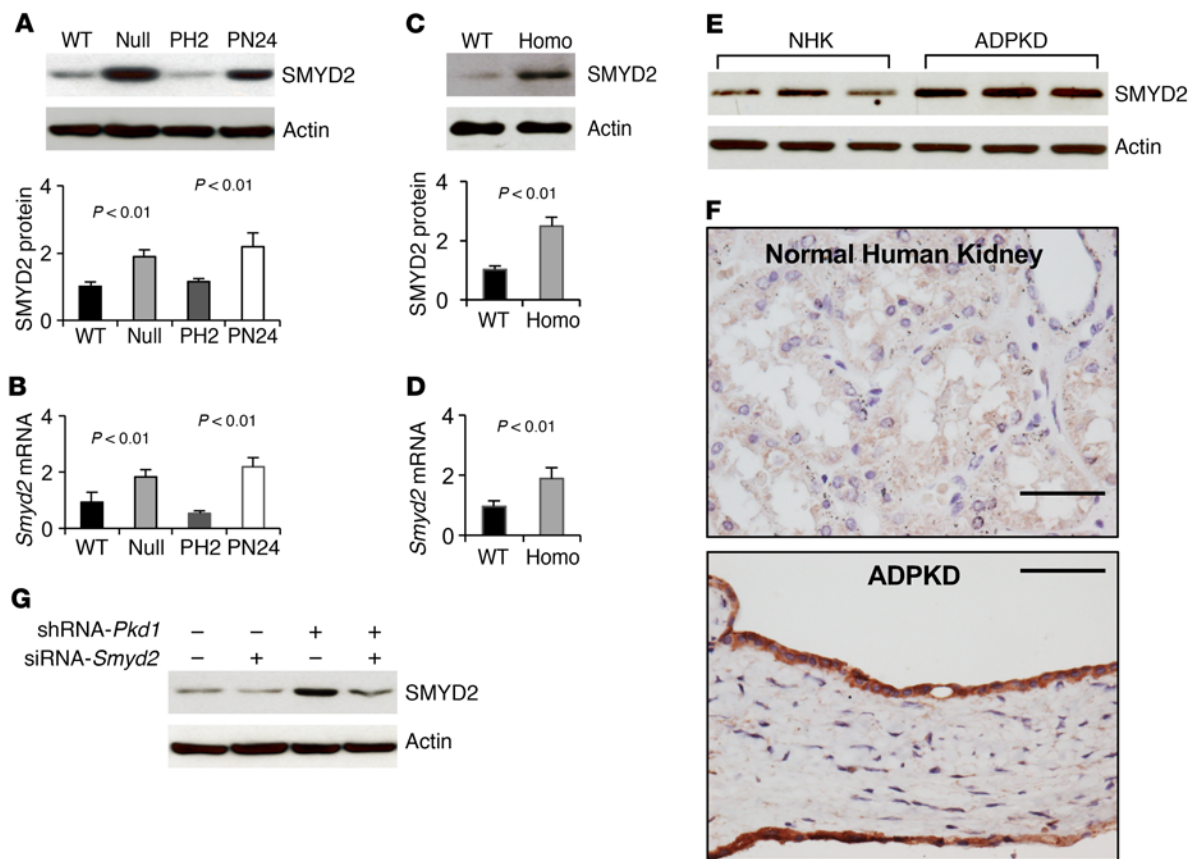 A
WT Null PH2 PN24
SMYD2
Actin
SMYD2 protein
4
2
0
P < 0.01
P < 0.01
WT Null PH2 PN24
B
Smyd2 mRNA
4
2
0
P < 0.01
P < 0.01
WT Null PH2 PN24
C
WT Homo
SMYD2
Actin
SMYD2 protein
4
2
0
P < 0.01
WT Homo
D
Smyd2 mRNA
4
2
0
P < 0.01
WT Homo
E
NHK ADPKD
SMYD2
Actin
F
Normal Human Kidney
ADPKD
G
shRNA-Pkd1 – – + +
siRNA-Smyd2 – + – +
SMYD2
Actin